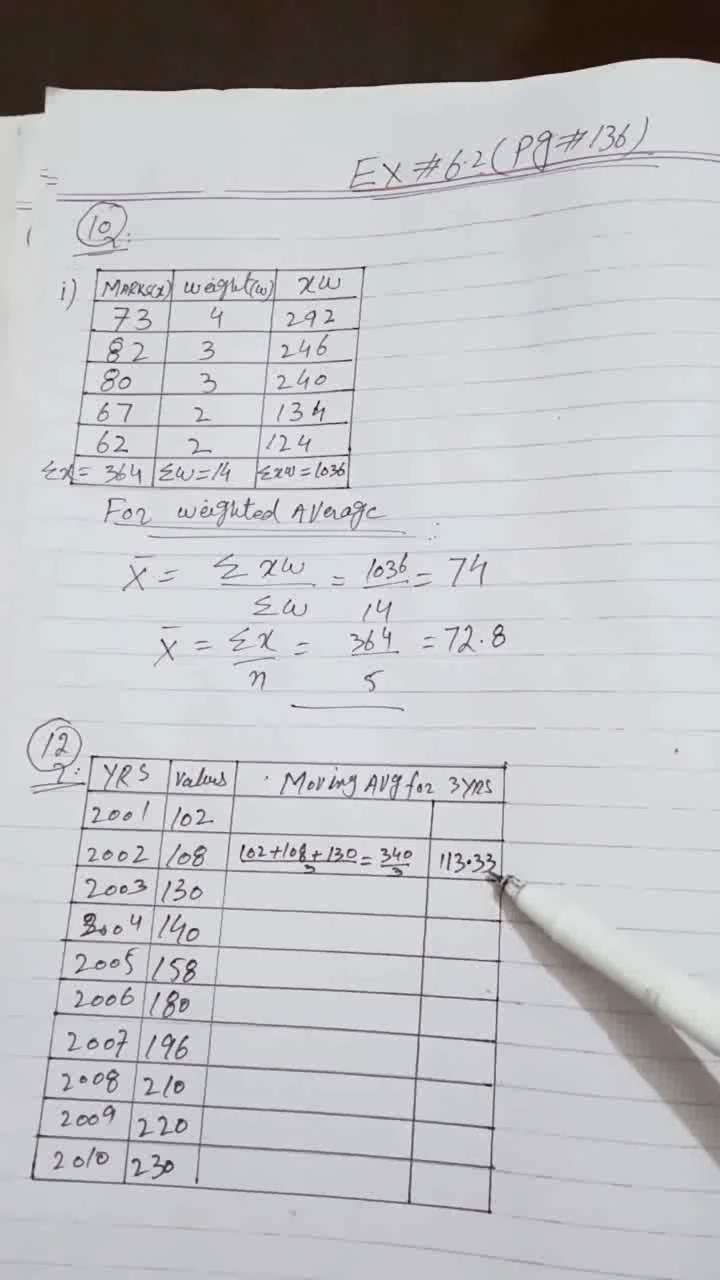 Ex # 6.2 (Pg # 136)
10
i) MARKS(x) weight(w) xw
73 4 292
82 3 246
80 3 240
67 2 134
62 2 124
Σx = 364 Σw = 14 Σxw = 1036
For weighted Average
X̄ = Σxw / Σw = 1036 / 14 = 74
X̄ = Σx / n = 364 / 5 = 72.8
12
YRS Values Moving Avg for 3 YRS
2001 102
2002 108 102+108+130 / 3 = 340 / 3 113.33
2003 130
2004 140
2005 158
2006 180
2007 196
2008 210
2009 220
2010 230